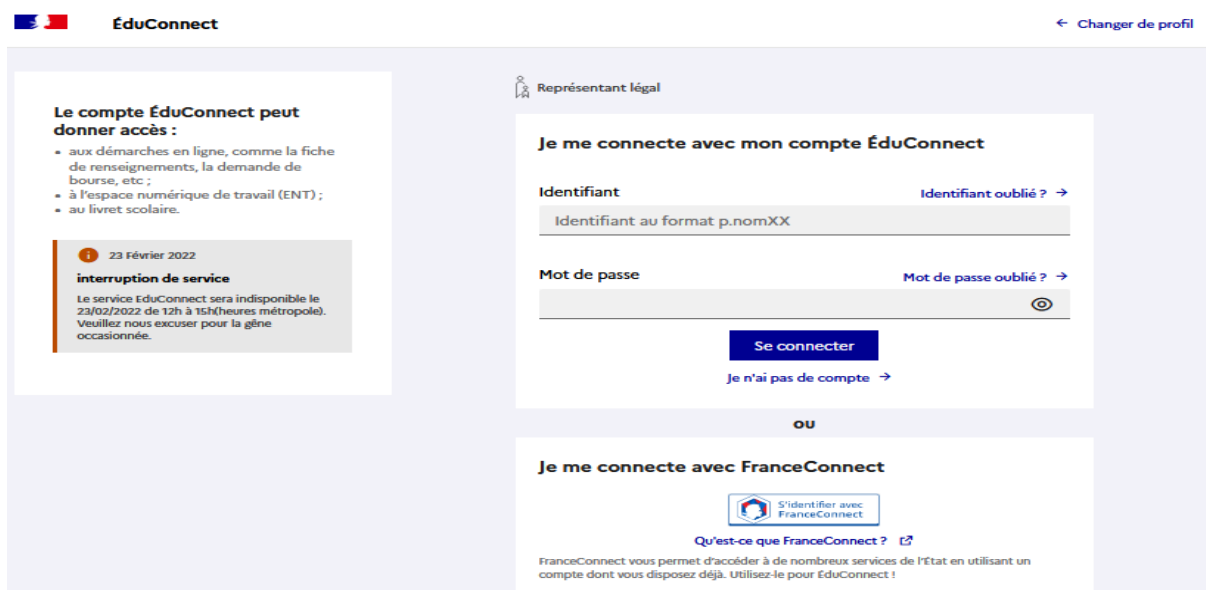 ÉduConnect
← Changer de profil
Le compte ÉduConnect peut
donner accès :
• aux démarches en ligne, comme la fiche
de renseignements, la demande de
bourse, etc ;
• à l'espace numérique de travail (ENT) ;
• au livret scolaire.
23 Février 2022
interruption de service
Le service EduConnect sera indisponible le
23/02/2022 de 12h à 15h(heures métropole).
Veuillez nous excuser pour la gêne
occasionnée.
Représentant légal
Je me connecte avec mon compte ÉduConnect
Identifiant
Identifiant oublié ? →
Identifiant au format p.nomXX
Mot de passe
Mot de passe oublié ? →
Se connecter
Je n'ai pas de compte →
OU
Je me connecte avec FranceConnect
S'identifier avec
FranceConnect
Qu'est-ce que FranceConnect ?
FranceConnect vous permet d'accéder à de nombreux services de l'État en utilisant un
compte dont vous disposez déjà. Utilisez-le pour ÉduConnect !